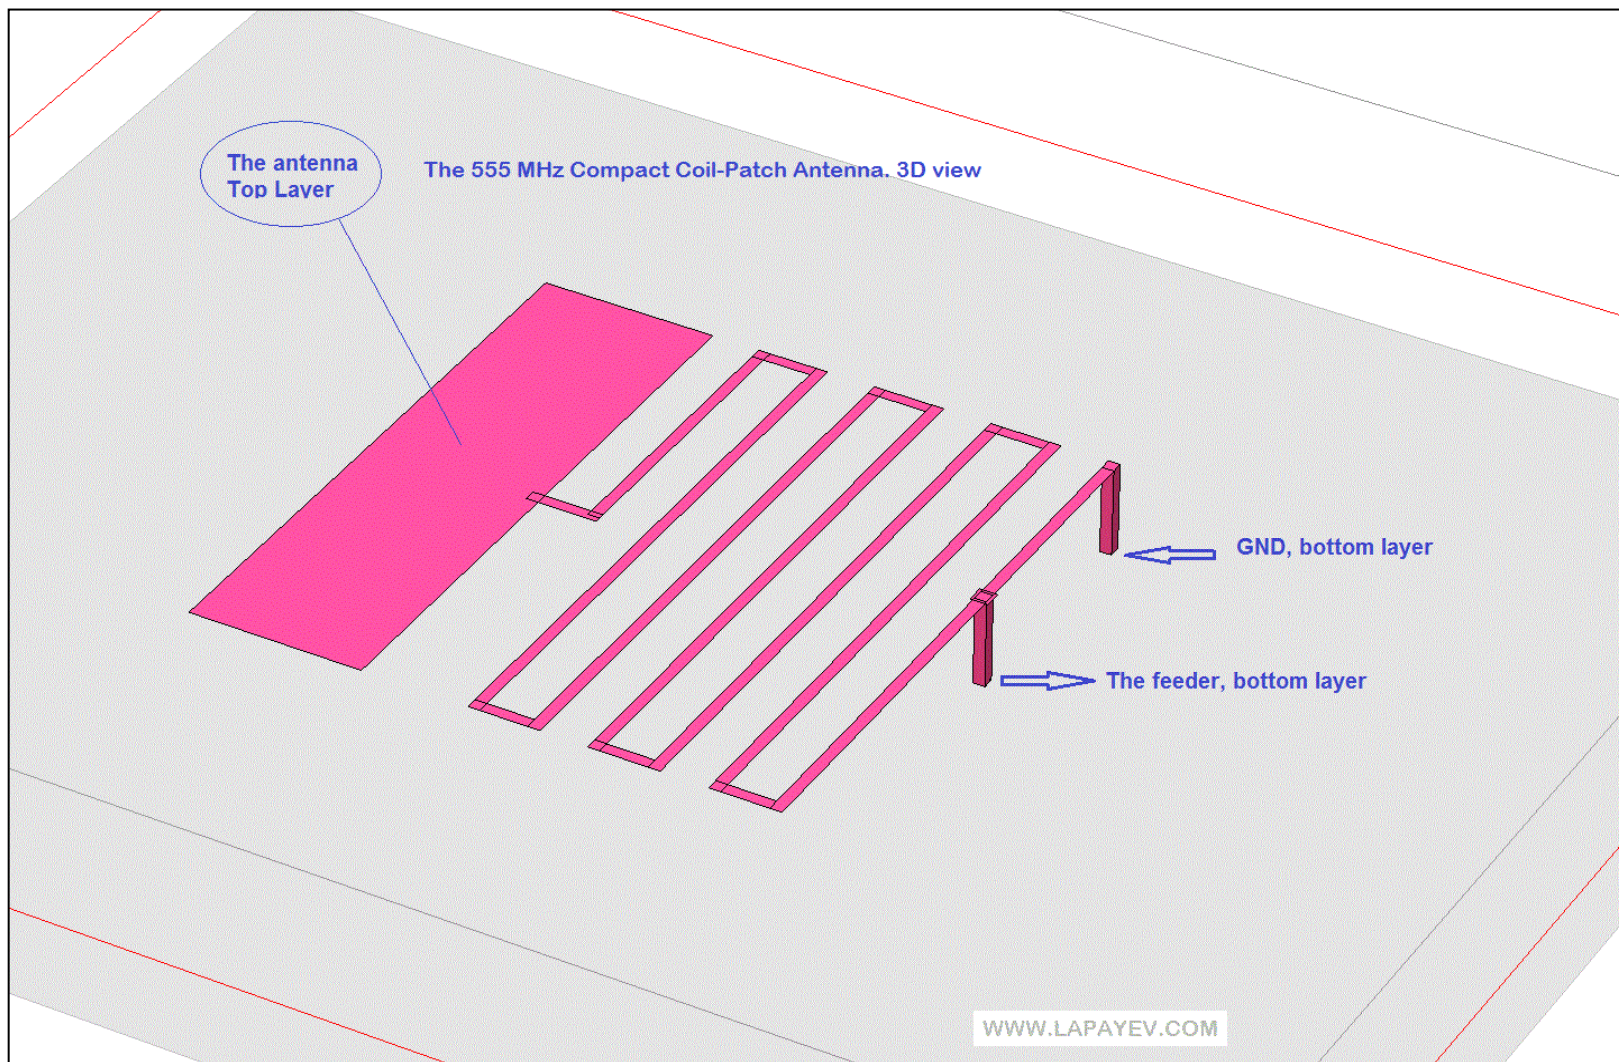 The antenna
Top Layer
The 555 MHz Compact Coil-Patch Antenna. 3D view
GND, bottom layer
The feeder, bottom layer
WWW.LAPAYEV.COM